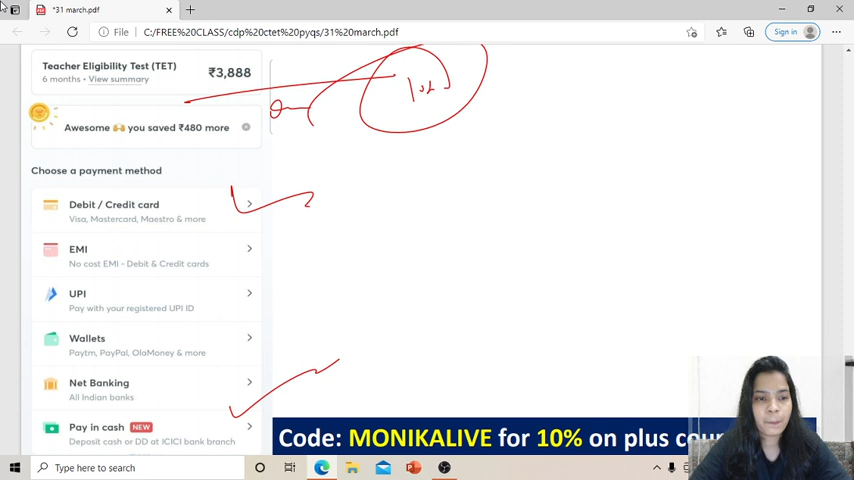 *31 march.pdf
File
C:/FREE%20CLASS/cdp%20ctet%20pyqs/31%20march.pdf
Sign in
Teacher Eligibility Test (TET)
6 months • View summary
₹3,888
Awesome 🙌 you saved ₹480 more
Choose a payment method
Debit / Credit card
Visa, Mastercard, Maestro & more
EMI
No cost EMI - Debit & Credit cards
UPI
Pay with your registered UPI ID
Wallets
Paytm, PayPal, OlaMoney & more
Net Banking
All Indian banks
Pay in cash NEW
Deposit cash or DD at ICICI bank branch
Code: MONIKALIVE for 10% on plus cou
Type here to search